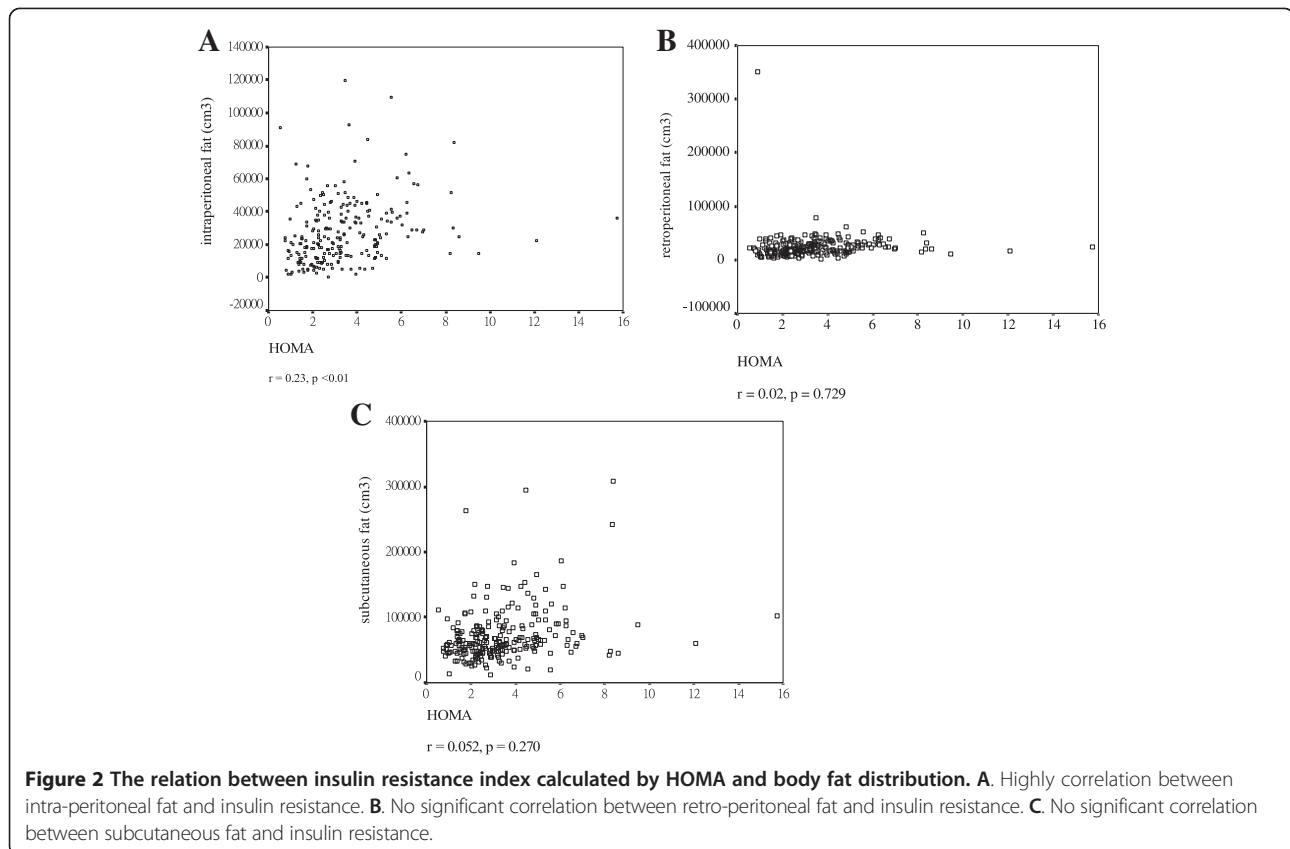 A
140000
120000
100000
80000
60000
40000
20000
0
-20000
intraperitoneal fat (cm3)
0 2 4 6 8 10 12 14 16
HOMA
r = 0.23, p <0.01
B
400000
300000
200000
100000
0
-100000
retroperitoneal fat (cm3)
0 2 4 6 8 10 12 14 16
HOMA
r = 0.02, p = 0.729
C
400000
300000
200000
100000
0
subcutaneous fat (cm3)
0 2 4 6 8 10 12 14 16
HOMA
r = 0.052, p = 0.270
Figure 2 The relation between insulin resistance index calculated by HOMA and body fat distribution. A. Highly correlation between
intra-peritoneal fat and insulin resistance. B. No significant correlation between retro-peritoneal fat and insulin resistance. C. No significant correlation
between subcutaneous fat and insulin resistance.